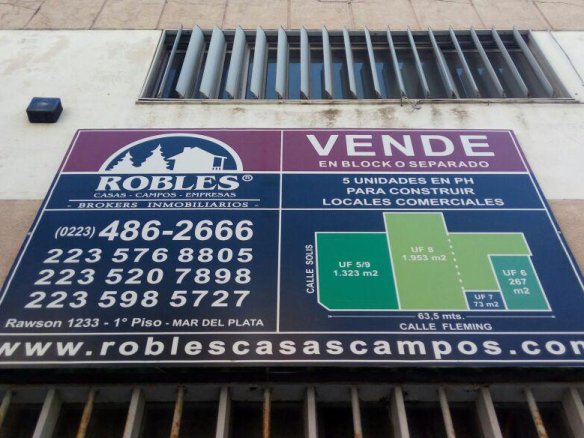 ROBLES®
CASAS - CAMPOS - EMPRESAS
- BROKERS INMOBILIARIOS -
(0223) 486-2666
223 576 8805
223 520 7898
223 598 5727
Rawson 1233 - 1º Piso - MAR DEL PLATA
VENDE
EN BLOCK O SEPARADO
5 UNIDADES EN PH
PARA CONSTRUIR
LOCALES COMERCIALES
CALLE SOLIS
UF 5/9
1.323 m2
UF 8
1.953 m2
UF 7
73 m2
UF 6
267
m2
63,5 mts.
CALLE FLEMING
www.roblescasascampos.com